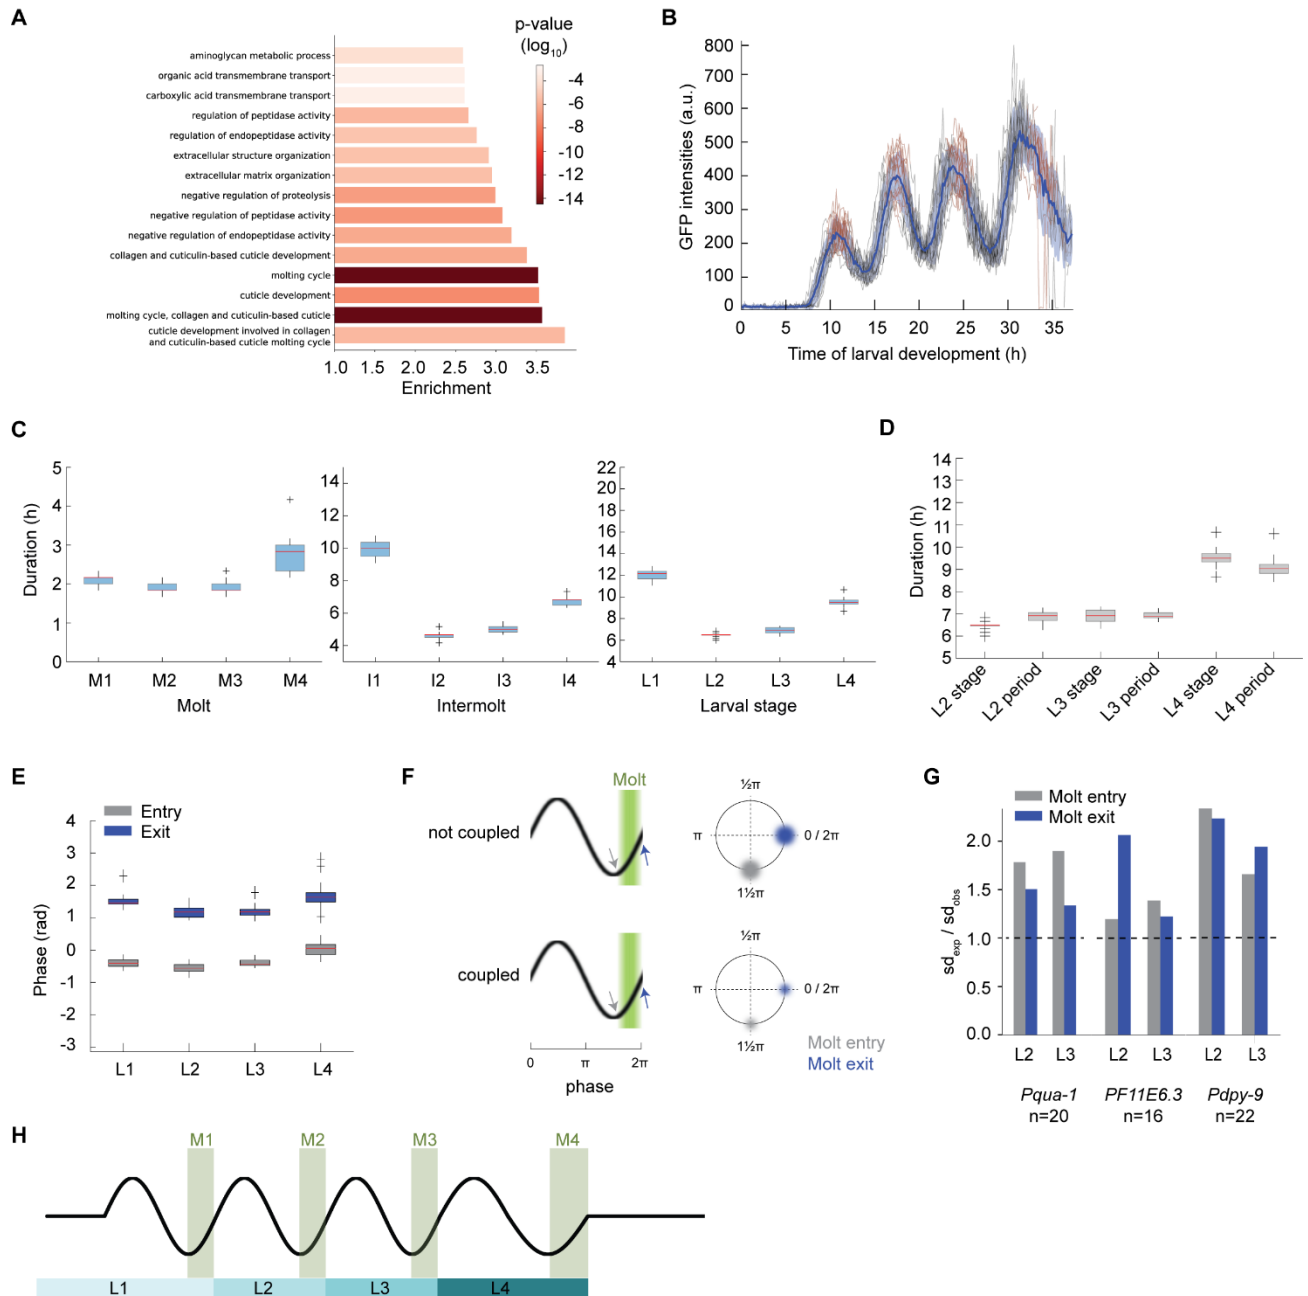 A
p-value
(log10)
aminoglycan metabolic process
organic acid transmembrane transport
carboxylic acid transmembrane transport
regulation of peptidase activity
regulation of endopeptidase activity
extracellular structure organization
extracellular matrix organization
negative regulation of proteolysis
negative regulation of peptidase activity
negative regulation of endopeptidase activity
collagen and cuticulin-based cuticle development
molting cycle
cuticle development
molting cycle, collagen and cuticulin-based cuticle
cuticle development involved in collagen
and cuticulin-based cuticle molting cycle
-4
-6
-8
-10
-12
-14
1.0 1.5 2.0 2.5 3.0 3.5
Enrichment
B
GFP intensities (a.u.)
800
700
600
500
400
300
200
100
0
0 5 10 15 20 25 30 35
Time of larval development (h)
C
Duration (h)
5
4
3
2
1
0
M1 M2 M3 M4
Molt
14
12
10
8
6
4
I1 I2 I3 I4
Intermolt
22
20
18
16
14
12
10
8
6
4
L1 L2 L3 L4
Larval stage
D
Duration (h)
14
13
12
11
10
9
8
7
6
5
L2 stage
L2 period
L3 stage
L3 period
L4 stage
L4 period
E
Entry
Exit
Phase (rad)
4
3
2
1
0
-1
-2
-3
L1 L2 L3 L4
F
Molt
not coupled
½π
π
0 / 2π
1½π
coupled
½π
π
0 / 2π
1½π
0 π 2π
phase
Molt entry
Molt exit
G
Molt entry
Molt exit
sdexp / sdobs
2.0
1.5
1.0
0.5
0.0
L2 L3 L2 L3 L2 L3
Pqua-1 PF11E6.3 Pdpy-9
n=20 n=16 n=22
H
M1 M2 M3 M4
L1 L2 L3 L4